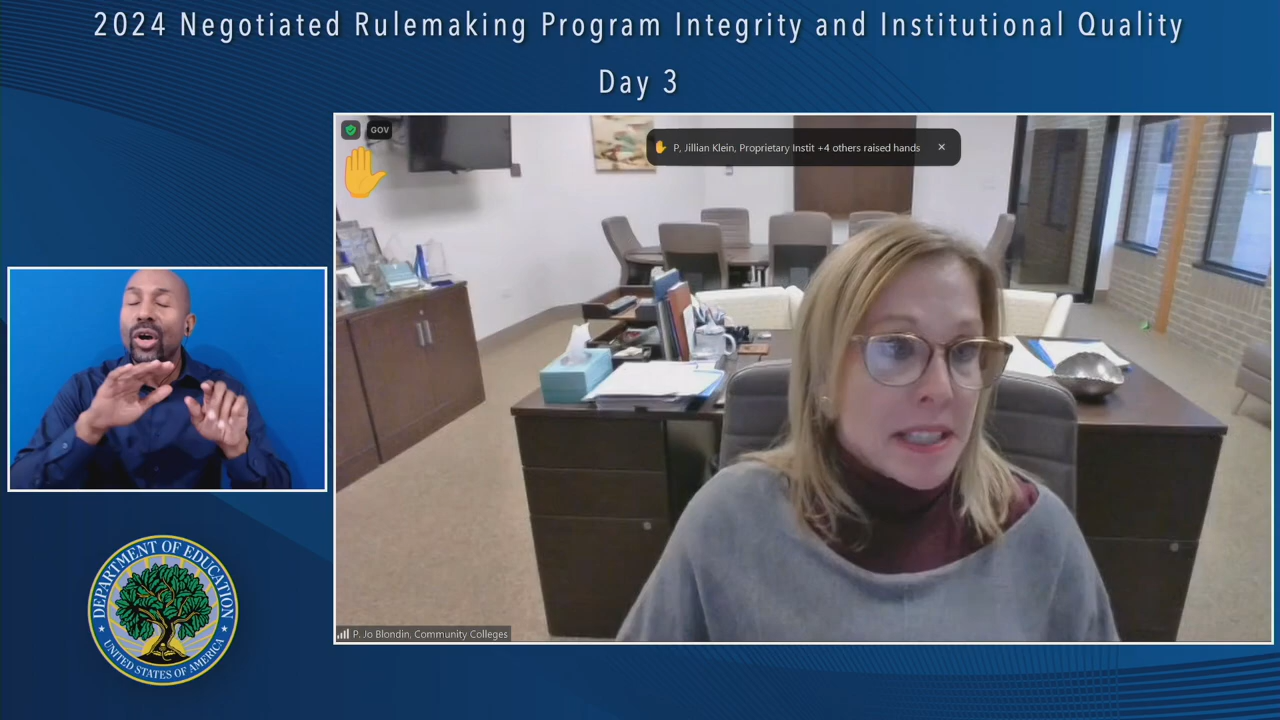 2024 Negotiated Rulemaking Program Integrity and Institutional Quality
Day 3
GOV
P, Jillian Klein, Proprietary Instit +4 others raised hands
P. Jo Blondin, Community Colleges
DEPARTMENT OF EDUCATION
UNITED STATES OF AMERICA